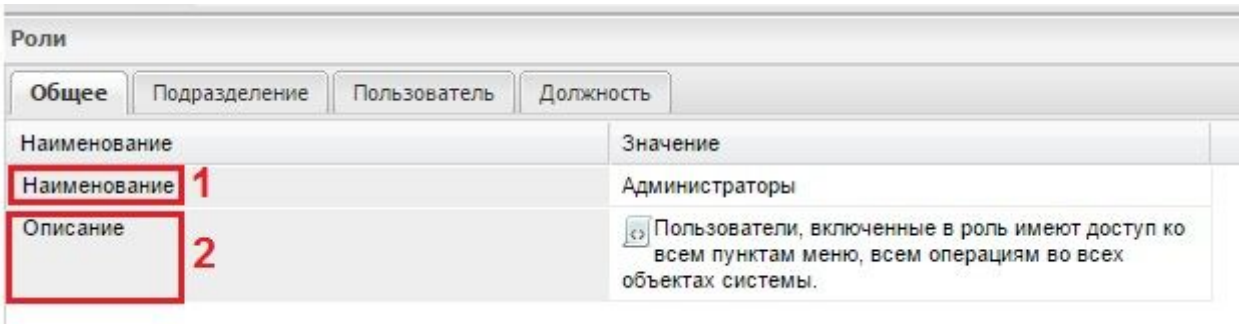 Роли
Общее Подразделение Пользователь Должность
Наименование Значение
Наименование 1 Администраторы
Описание 2 Пользователи, включенные в роль имеют доступ ко
всем пунктам меню, всем операциям во всех
объектах системы.